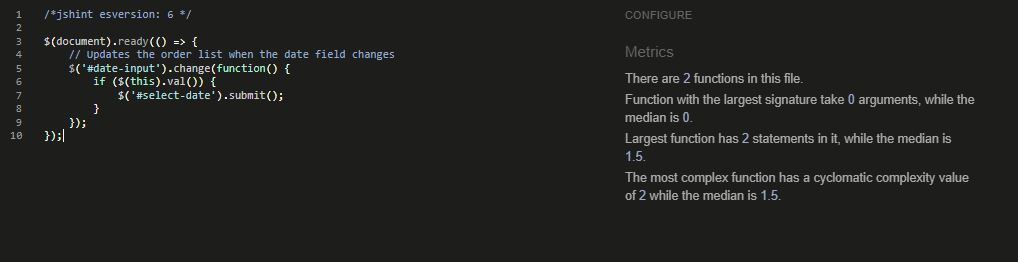 1 /*jshint esversion: 6 */
2
3 $(document).ready(() => {
4 // Updates the order list when the date field changes
5 $('#date-input').change(function() {
6 if ($(this).val()) {
7 $('#select-date').submit();
8 }
9 });
10 });
CONFIGURE
Metrics
There are 2 functions in this file.
Function with the largest signature take 0 arguments, while the
median is 0.
Largest function has 2 statements in it, while the median is
1.5.
The most complex function has a cyclomatic complexity value
of 2 while the median is 1.5.